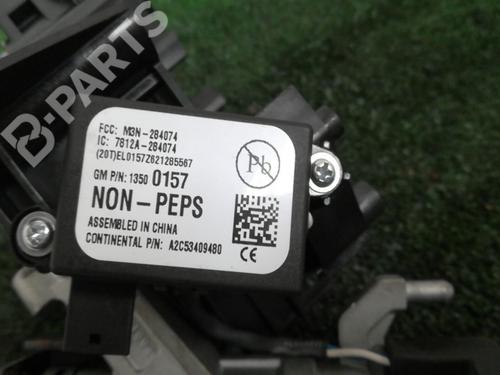 B-PARTS
FCC: M3N-284074
IC: 7812A-284074
(20T)EL0157Z621285567
GM P/N: 1350 0157
NON-PEPS
ASSEMBLED IN CHINA
CONTINENTAL P/N: A2C53409480
Pb
CE